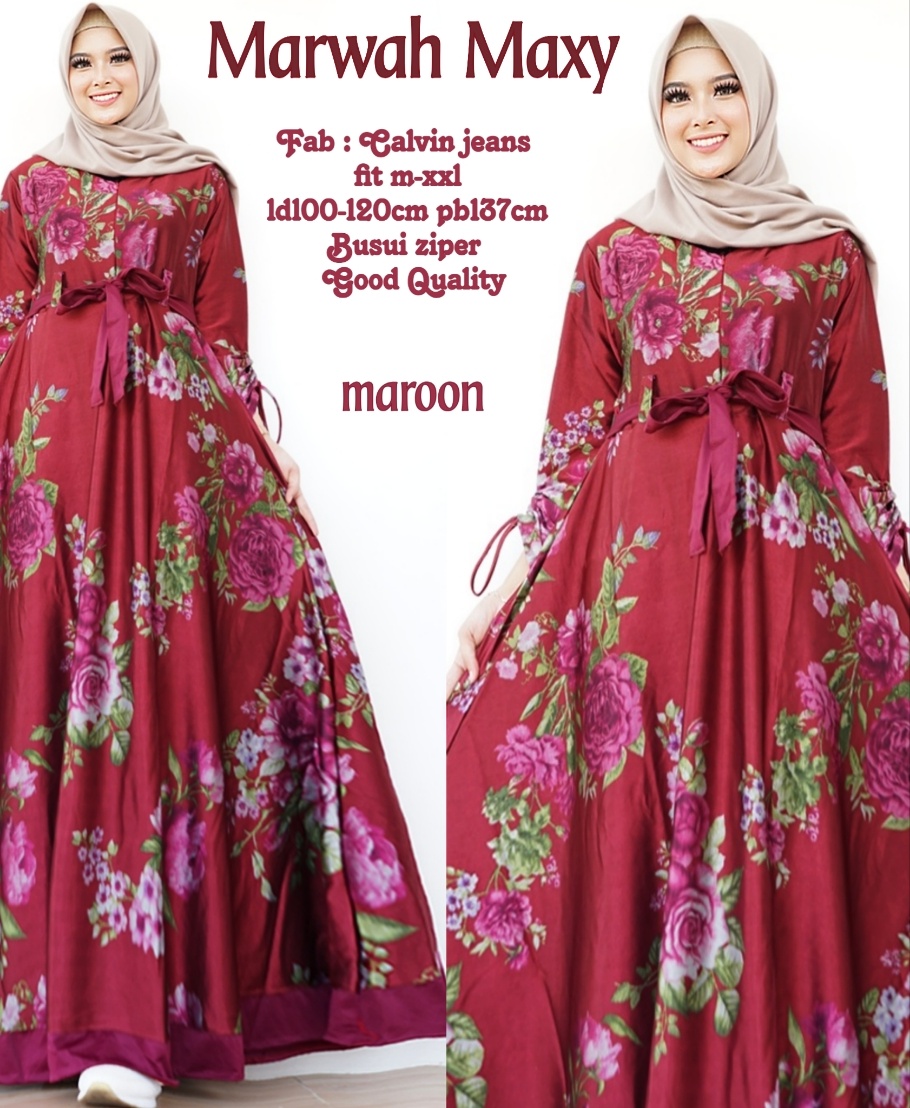 Marwah Maxy
Fab : Calvin jeans
fit m-xxl
ld100-120cm pb137cm
Busui ziper
Good Quality
maroon